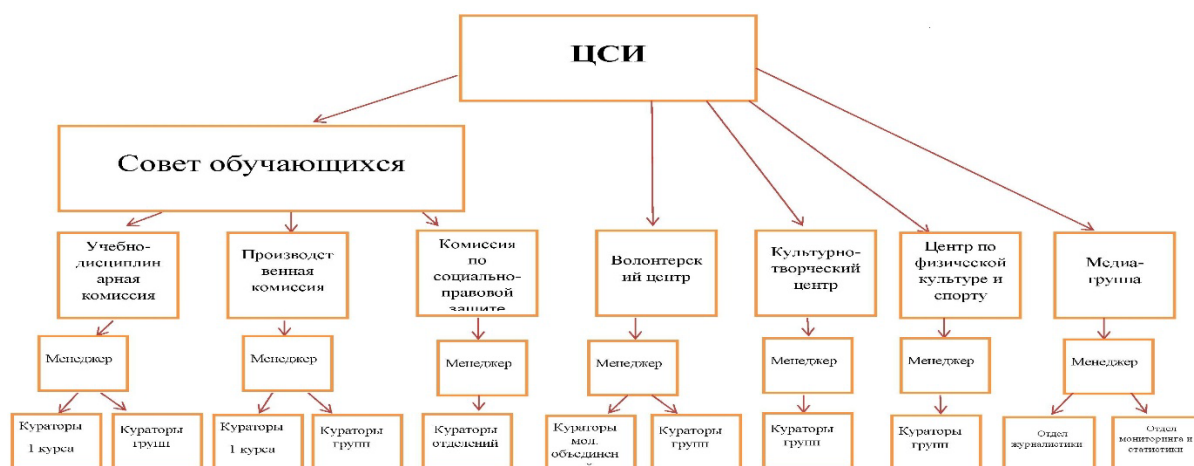 ЦСИ
Совет обучающихся
Учебно-
дисциплин
арная
комиссия
Производст
венная
комиссия
Комиссия
по
социально-
правовой
защите
Волонтерск
ий центр
Культурно-
творческий
центр
Центр по
физической
культуре и
спорту
Медиа-
группа
Менеджер
Менеджер
Менеджер
Менеджер
Менеджер
Менеджер
Менеджер
Кураторы
1 курса
Кураторы
групп
Кураторы
1 курса
Кураторы
групп
Кураторы
отделений
Кураторы
мол.
объединен
Кураторы
групп
Кураторы
групп
Кураторы
групп
Отдел
журналистики
Отдел
мониторинга и
статистики